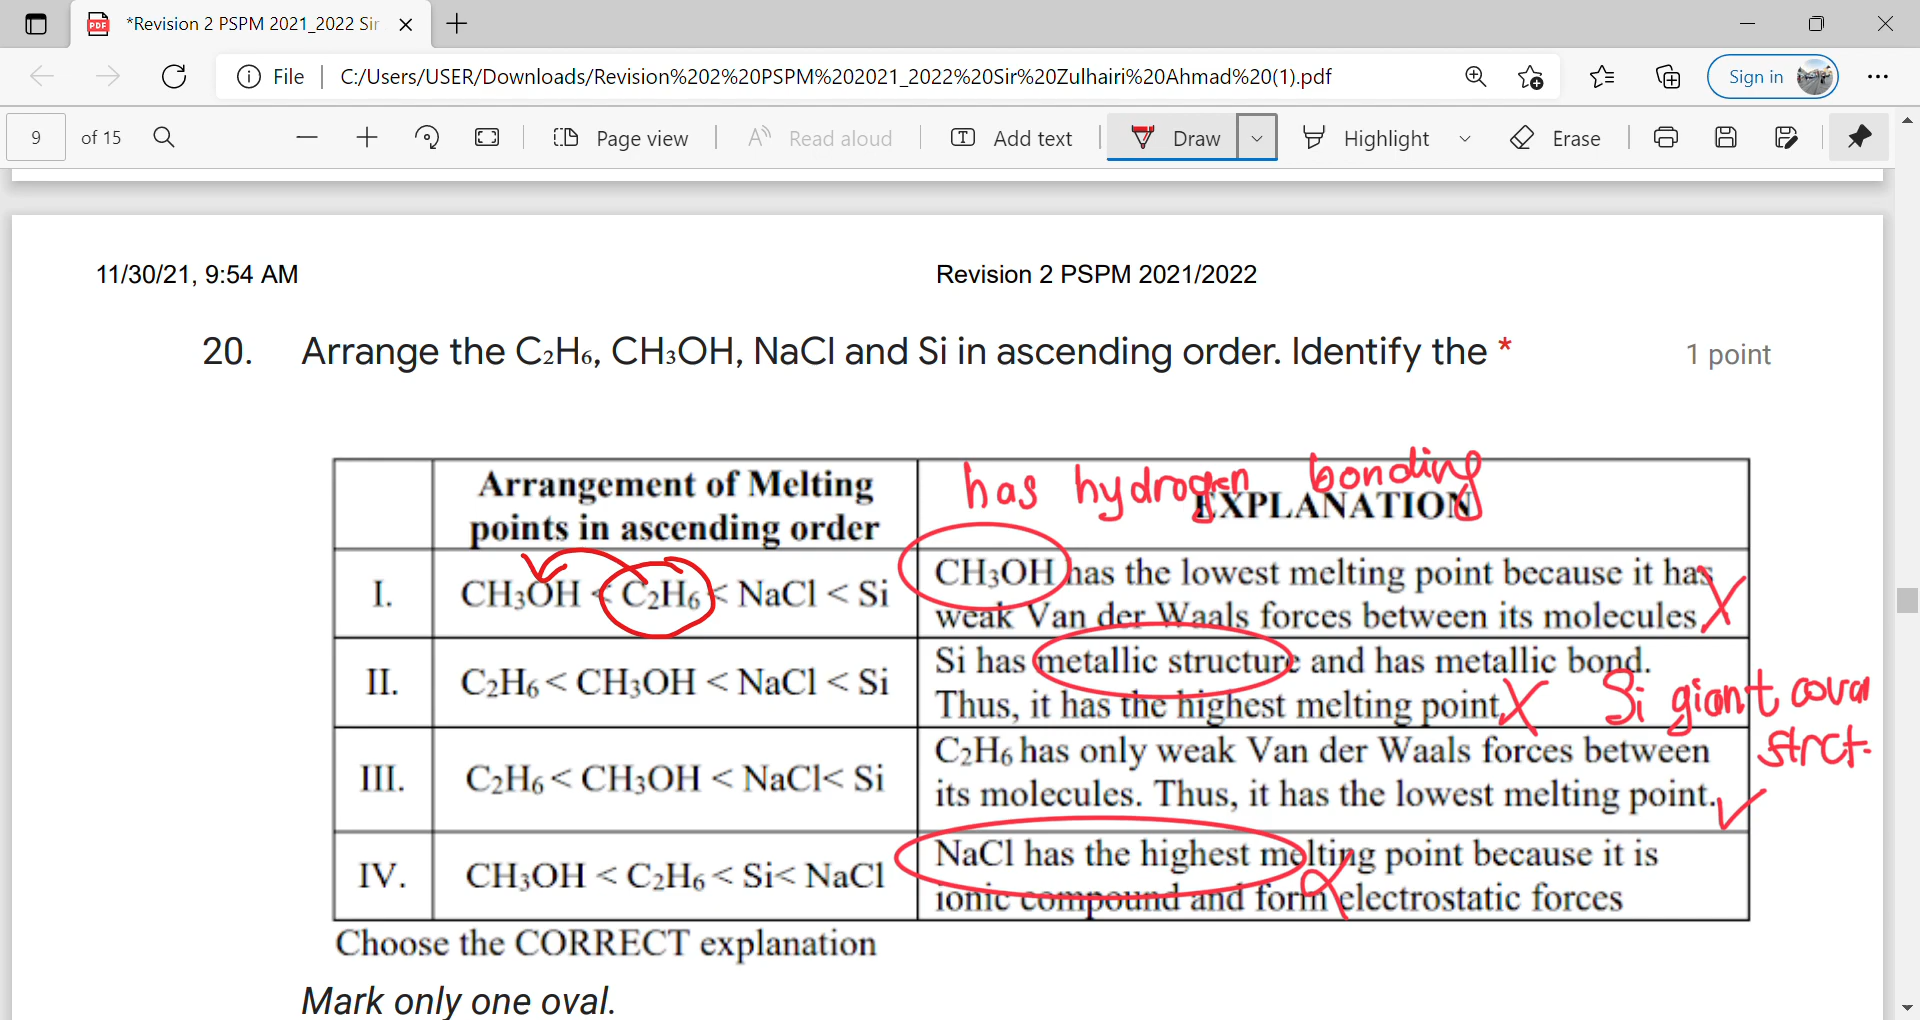 *Revision 2 PSPM 2021_2022 Sir
File C:/Users/USER/Downloads/Revision%202%20PSPM%202021_2022%20Sir%20Zulhairi%20Ahmad%20(1).pdf Sign in
9 of 15 Page view Read aloud Add text Draw Highlight Erase
11/30/21, 9:54 AM Revision 2 PSPM 2021/2022
20. Arrange the C₂H₆, CH₃OH, NaCl and Si in ascending order. Identify the * 1 point
has hydrogen bonding
Arrangement of Melting
points in ascending order
EXPLANATION
I. CH₃OH < C₂H₆ < NaCl < Si
CH₃OH has the lowest melting point because it has
weak Van der Waals forces between its molecules
II. C₂H₆ < CH₃OH < NaCl < Si
Si has metallic structure and has metallic bond.
Thus, it has the highest melting point
Si giant coval
strct.
III. C₂H₆ < CH₃OH < NaCl< Si
C₂H₆ has only weak Van der Waals forces between
its molecules. Thus, it has the lowest melting point.
IV. CH₃OH < C₂H₆ < Si< NaCl
NaCl has the highest melting point because it is
ionic compound and form electrostatic forces
Choose the CORRECT explanation
Mark only one oval.